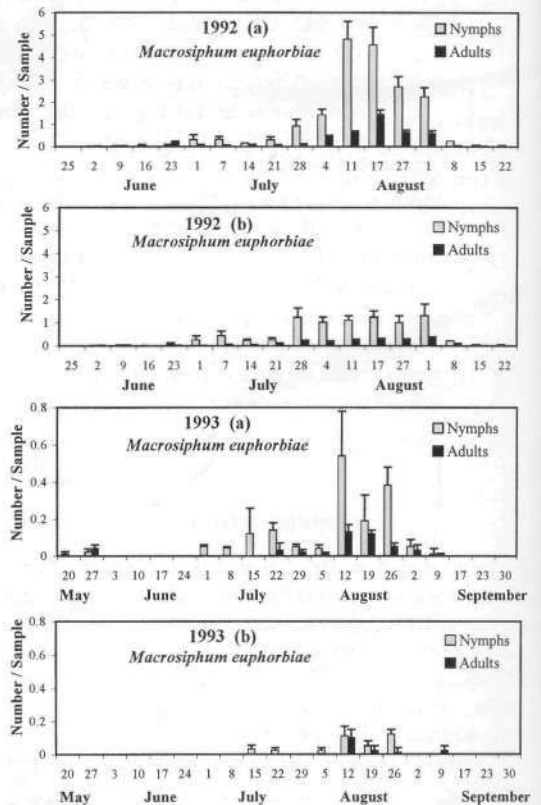 1992 (a)
Macrosiphum euphorbiae
Nymphs
Adults
Number / Sample
6
5
4
3
2
1
0
25 2 9 16 23 1 7 14 21 28 4 11 17 27 1 8 15 22
June July August
1992 (b)
Macrosiphum euphorbiae
Nymphs
Adults
Number / Sample
6
5
4
3
2
1
0
25 2 9 16 23 1 7 14 21 28 4 11 17 27 1 8 15 22
June July August
1993 (a)
Macrosiphum euphorbiae
Nymphs
Adults
Number / Sample
0.8
0.6
0.4
0.2
0
20 27 3 10 17 24 1 8 15 22 29 5 12 19 26 2 9 17 23 30
May June July August September
1993 (b)
Macrosiphum euphorbiae
Nymphs
Adults
Number / Sample
0.8
0.6
0.4
0.2
0
20 27 3 10 17 24 1 8 15 22 29 5 12 19 26 2 9 17 23 30
May June July August September